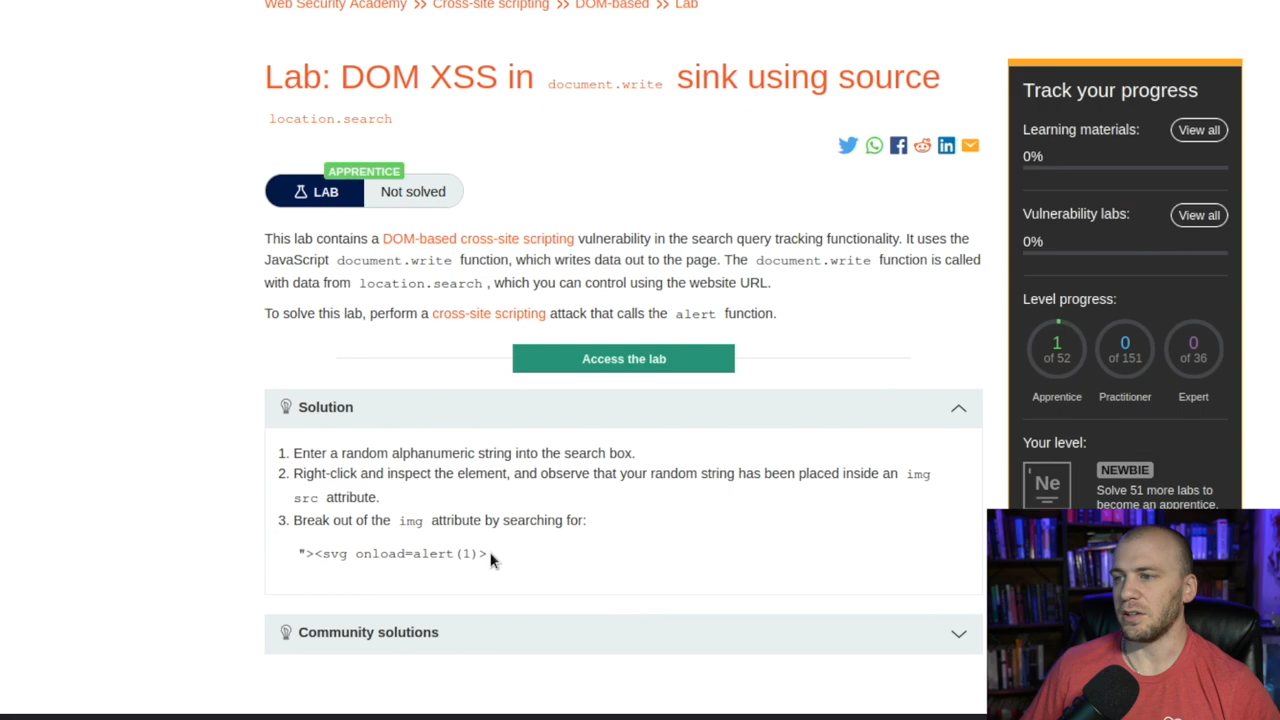 Web Security Academy >> Cross-site scripting >> DOM-based >> Lab
Lab: DOM XSS in document.write sink using source
location.search
APPRENTICE
LAB Not solved
This lab contains a DOM-based cross-site scripting vulnerability in the search query tracking functionality. It uses the
JavaScript document.write function, which writes data out to the page. The document.write function is called
with data from location.search, which you can control using the website URL.
To solve this lab, perform a cross-site scripting attack that calls the alert function.
Access the lab
Solution
1. Enter a random alphanumeric string into the search box.
2. Right-click and inspect the element, and observe that your random string has been placed inside an img
src attribute.
3. Break out of the img attribute by searching for:
"><svg onload=alert(1)>
Community solutions
Track your progress
Learning materials: View all
0%
Vulnerability labs: View all
0%
Level progress:
1 0 0
of 52 of 151 of 36
Apprentice Practitioner Expert
Your level:
Ne NEWBIE
Solve 51 more labs to
become an apprentice.